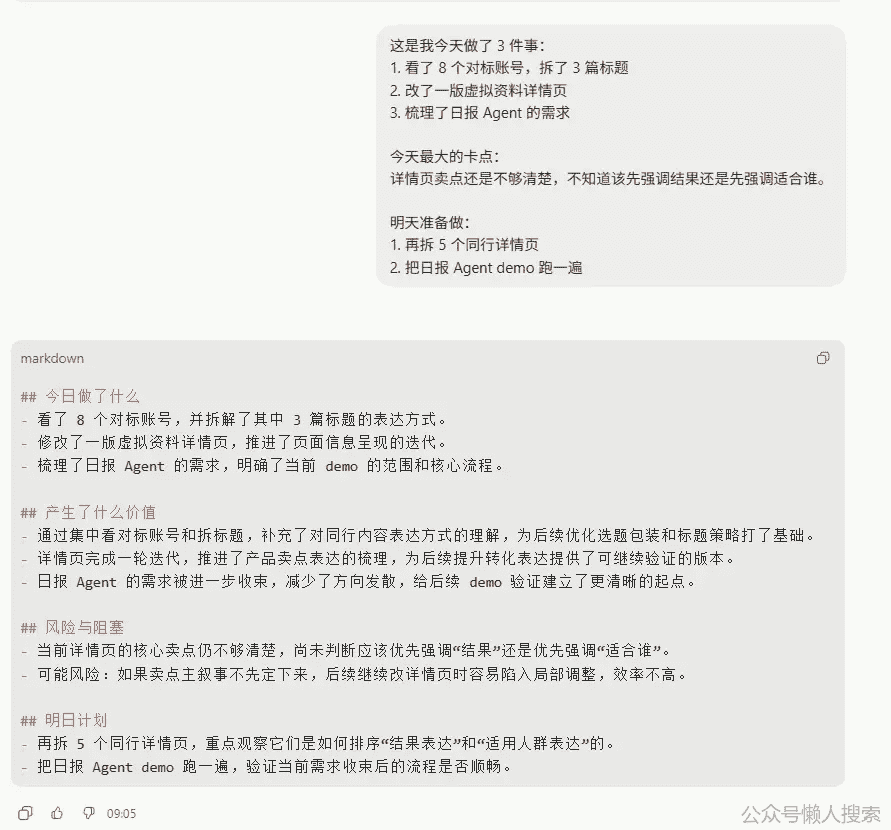 这是我今天做了 3 件事：
1. 看了 8 个对标账号，拆了 3 篇标题
2. 改了一版虚拟资料详情页
3. 梳理了日报 Agent 的需求
今天最大的卡点：
详情页卖点还是不够清楚，不知道该先强调结果还是先强调适合谁。
明天准备做：
1. 再拆 5 个同行详情页
2. 把日报 Agent demo 跑一遍
markdown
## 今日做了什么
- 看了 8 个对标账号，并拆解了其中 3 篇标题的表达方式。
- 修改了一版虚拟资料详情页，推进了页面信息呈现的迭代。
- 梳理了日报 Agent 的需求，明确了当前 demo 的范围和核心流程。
## 产生了什么价值
- 通过集中看对标账号和拆标题，补充了对同行内容表达方式的理解，为后续优化选题包装和标题策略打了基础。
- 详情页完成一轮迭代，推进了产品卖点表达的梳理，为后续提升转化表达提供了可继续验证的版本。
- 日报 Agent 的需求被进一步收束，减少了方向发散，给后续 demo 验证建立了更清晰的起点。
## 风险与阻塞
- 当前详情页的核心卖点仍不够清楚，尚未判断应该优先强调“结果”还是优先强调“适合谁”。
- 可能风险：如果卖点主叙事不先定下来，后续继续改详情页时容易陷入局部调整，效率不高。
## 明日计划
- 再拆 5 个同行详情页，重点观察它们是如何排序“结果表达”和“适用人群表达”的。
- 把日报 Agent demo 跑一遍，验证当前需求收束后的流程是否顺畅。
09:05
公众号懒人搜索